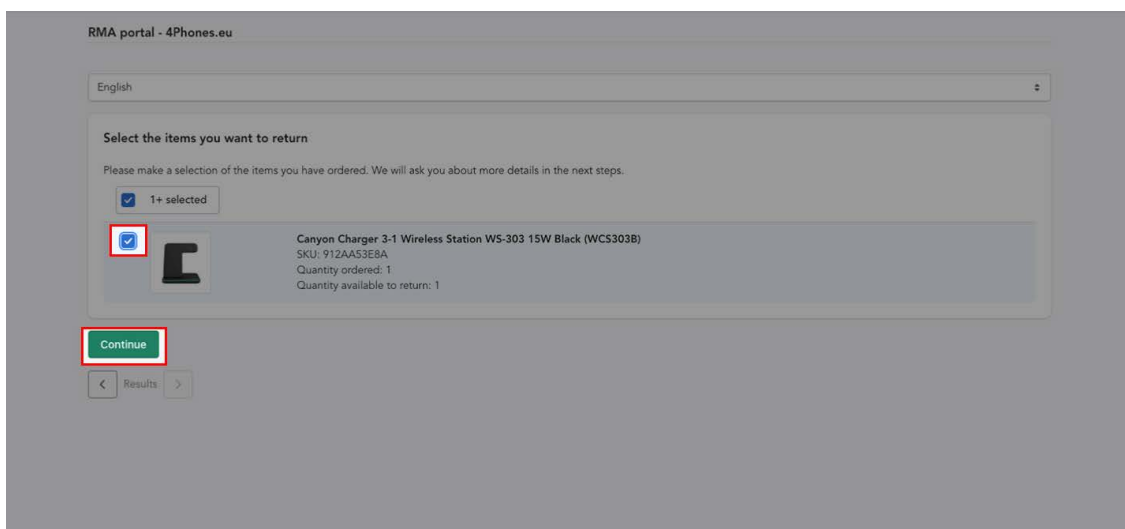 RMA portal - 4Phones.eu
English
Select the items you want to return
Please make a selection of the items you have ordered. We will ask you about more details in the next steps.
1+ selected
Canyon Charger 3-1 Wireless Station WS-303 15W Black (WCS303B)
SKU: 912AA53E8A
Quantity ordered: 1
Quantity available to return: 1
Continue
Results